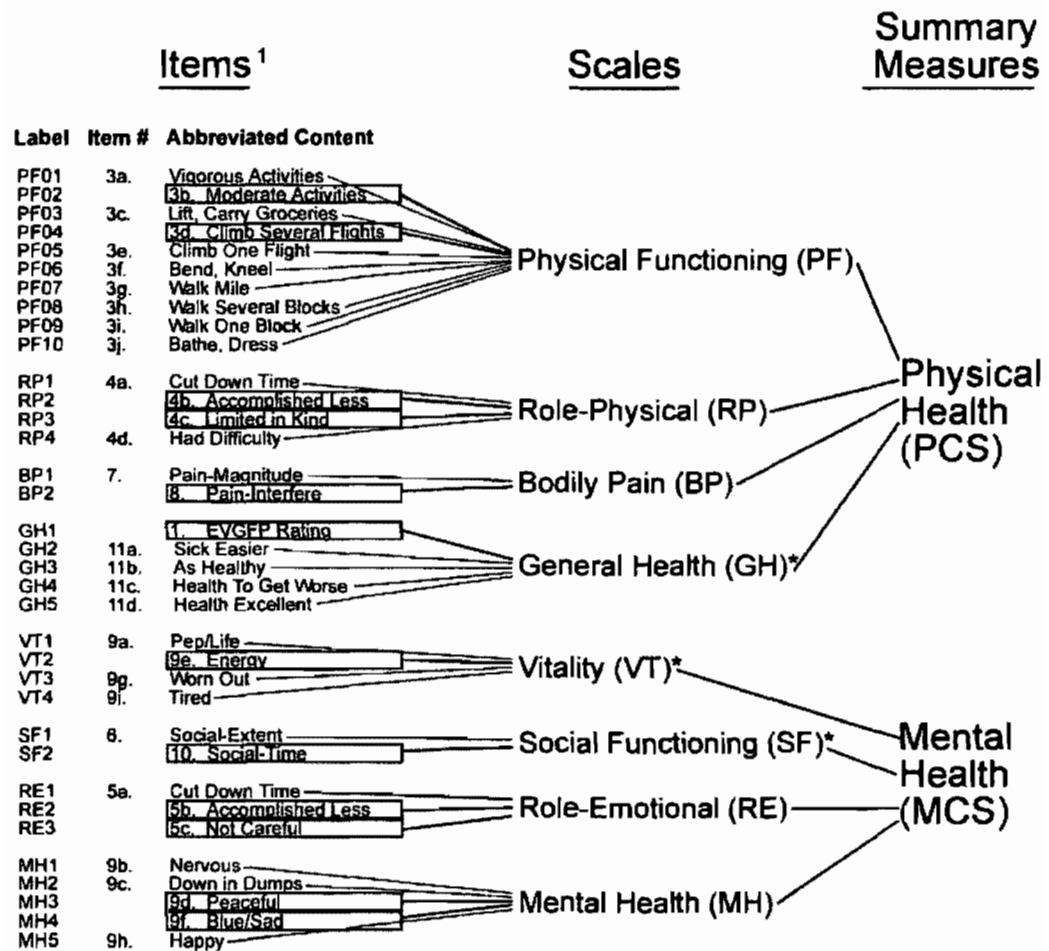 Items 1 Scales Summary Measures
Label Item # Abbreviated Content
PF01 3a. Vigorous Activities
PF02 3b. Moderate Activities
PF03 3c. Lift, Carry Groceries
PF04 3d. Climb Several Flights
PF05 3e. Climb One Flight
PF06 3f. Bend, Kneel
PF07 3g. Walk Mile
PF08 3h. Walk Several Blocks
PF09 3i. Walk One Block
PF10 3j. Bathe, Dress
Physical Functioning (PF)
RP1 4a. Cut Down Time
RP2 4b. Accomplished Less
RP3 4c. Limited in Kind
RP4 4d. Had Difficulty
Role-Physical (RP)
BP1 7. Pain-Magnitude
BP2 8. Pain-Interfere
Bodily Pain (BP)
GH1 1. EVGFP Rating
GH2 11a. Sick Easier
GH3 11b. As Healthy
GH4 11c. Health To Get Worse
GH5 11d. Health Excellent
General Health (GH)*
Physical
Health
(PCS)
VT1 9a. Pep/Life
VT2 9e. Energy
VT3 9g. Worn Out
VT4 9i. Tired
Vitality (VT)*
SF1 6. Social-Extent
SF2 10. Social-Time
Social Functioning (SF)*
RE1 5a. Cut Down Time
RE2 5b. Accomplished Less
RE3 5c. Not Careful
Role-Emotional (RE)
MH1 9b. Nervous
MH2 9c. Down in Dumps
MH3 9d. Peaceful
MH4 9f. Blue/Sad
MH5 9h. Happy
Mental Health (MH)
Mental
Health
(MCS)